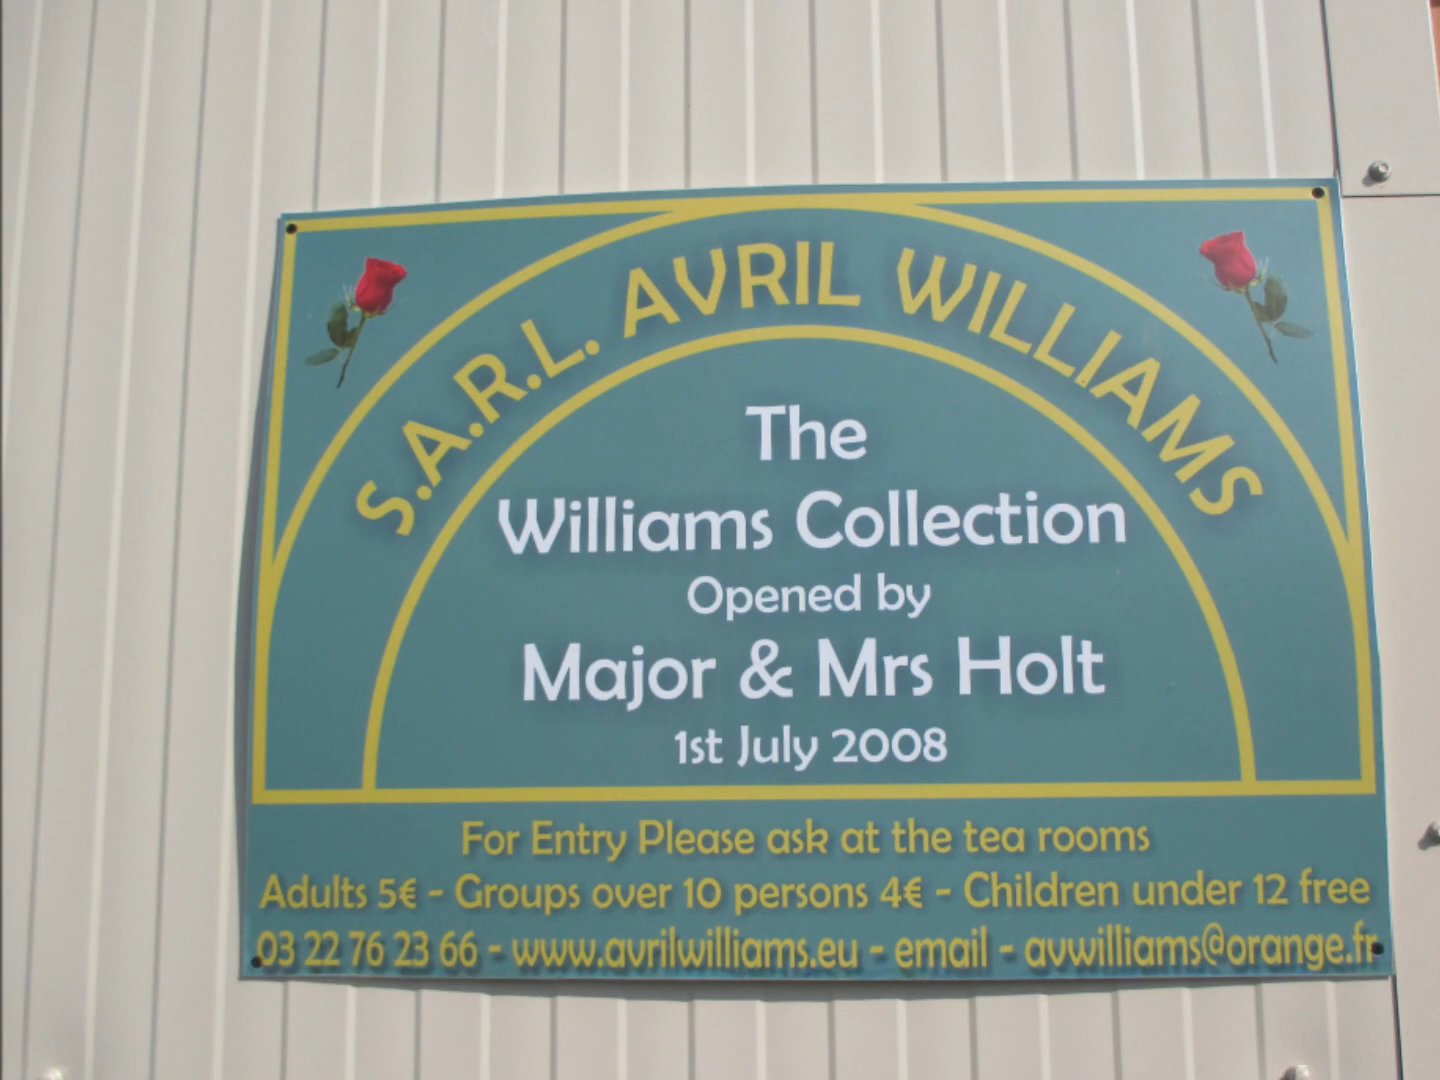 S.A.R.L. AVRIL WILLIAMS
The
Williams Collection
Opened by
Major & Mrs Holt
1st July 2008
For Entry Please ask at the tea rooms
Adults 5€ - Groups over 10 persons 4€ - Children under 12 free
03 22 76 23 66 - www.avrilwilliams.eu - email - avwilliams@orange.fr